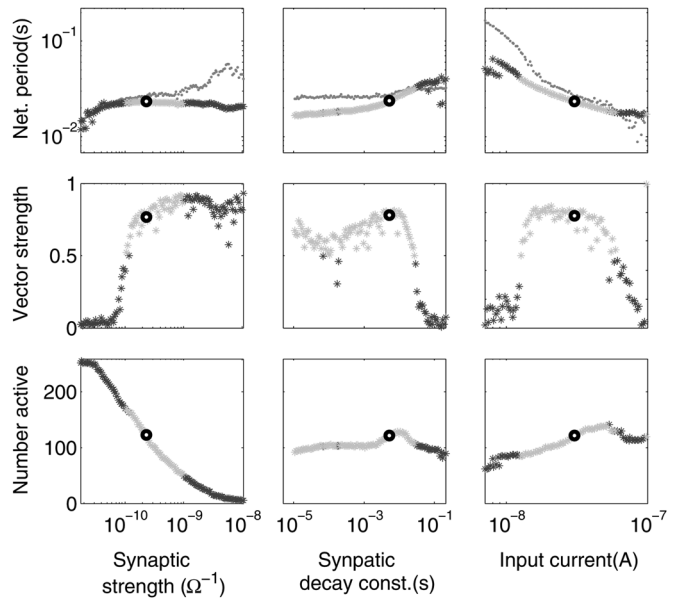 Net. period(s)
10⁻¹
10⁻²
Vector strength
1
0.5
0
Number active
200
100
0
10⁻¹⁰ 10⁻⁹ 10⁻⁸
10⁻⁵ 10⁻³ 10⁻¹
10⁻⁸ 10⁻⁷
Synaptic
strength (Ω⁻¹)
Synpatic
decay const.(s)
Input current(A)